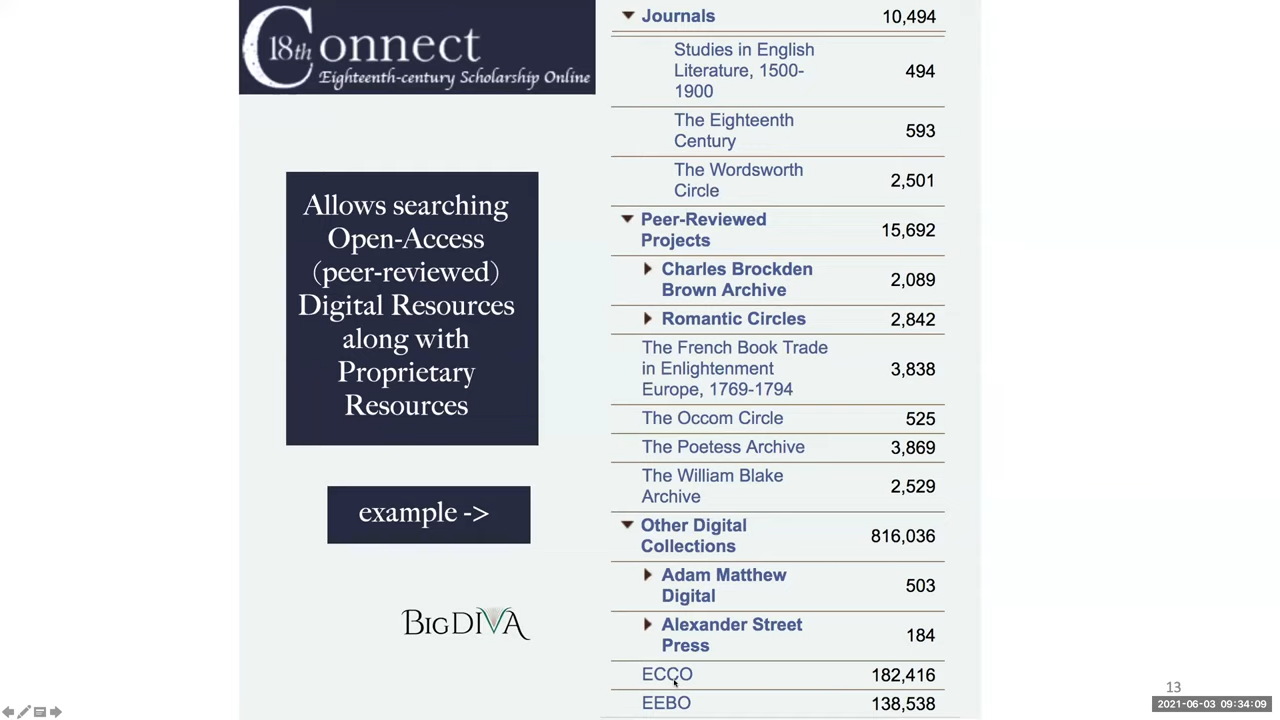 18th Connect
Eighteenth-century Scholarship Online
Allows searching
Open-Access
(peer-reviewed)
Digital Resources
along with
Proprietary
Resources
example ->
BIGDIVA
Journals 10,494
Studies in English
Literature, 1500-
1900 494
The Eighteenth
Century 593
The Wordsworth
Circle 2,501
Peer-Reviewed
Projects 15,692
Charles Brockden
Brown Archive 2,089
Romantic Circles 2,842
The French Book Trade
in Enlightenment
Europe, 1769-1794 3,838
The Occom Circle 525
The Poetess Archive 3,869
The William Blake
Archive 2,529
Other Digital
Collections 816,036
Adam Matthew
Digital 503
Alexander Street
Press 184
ECCO 182,416
EEBO 138,538
13
2021-06-03 09:34:09